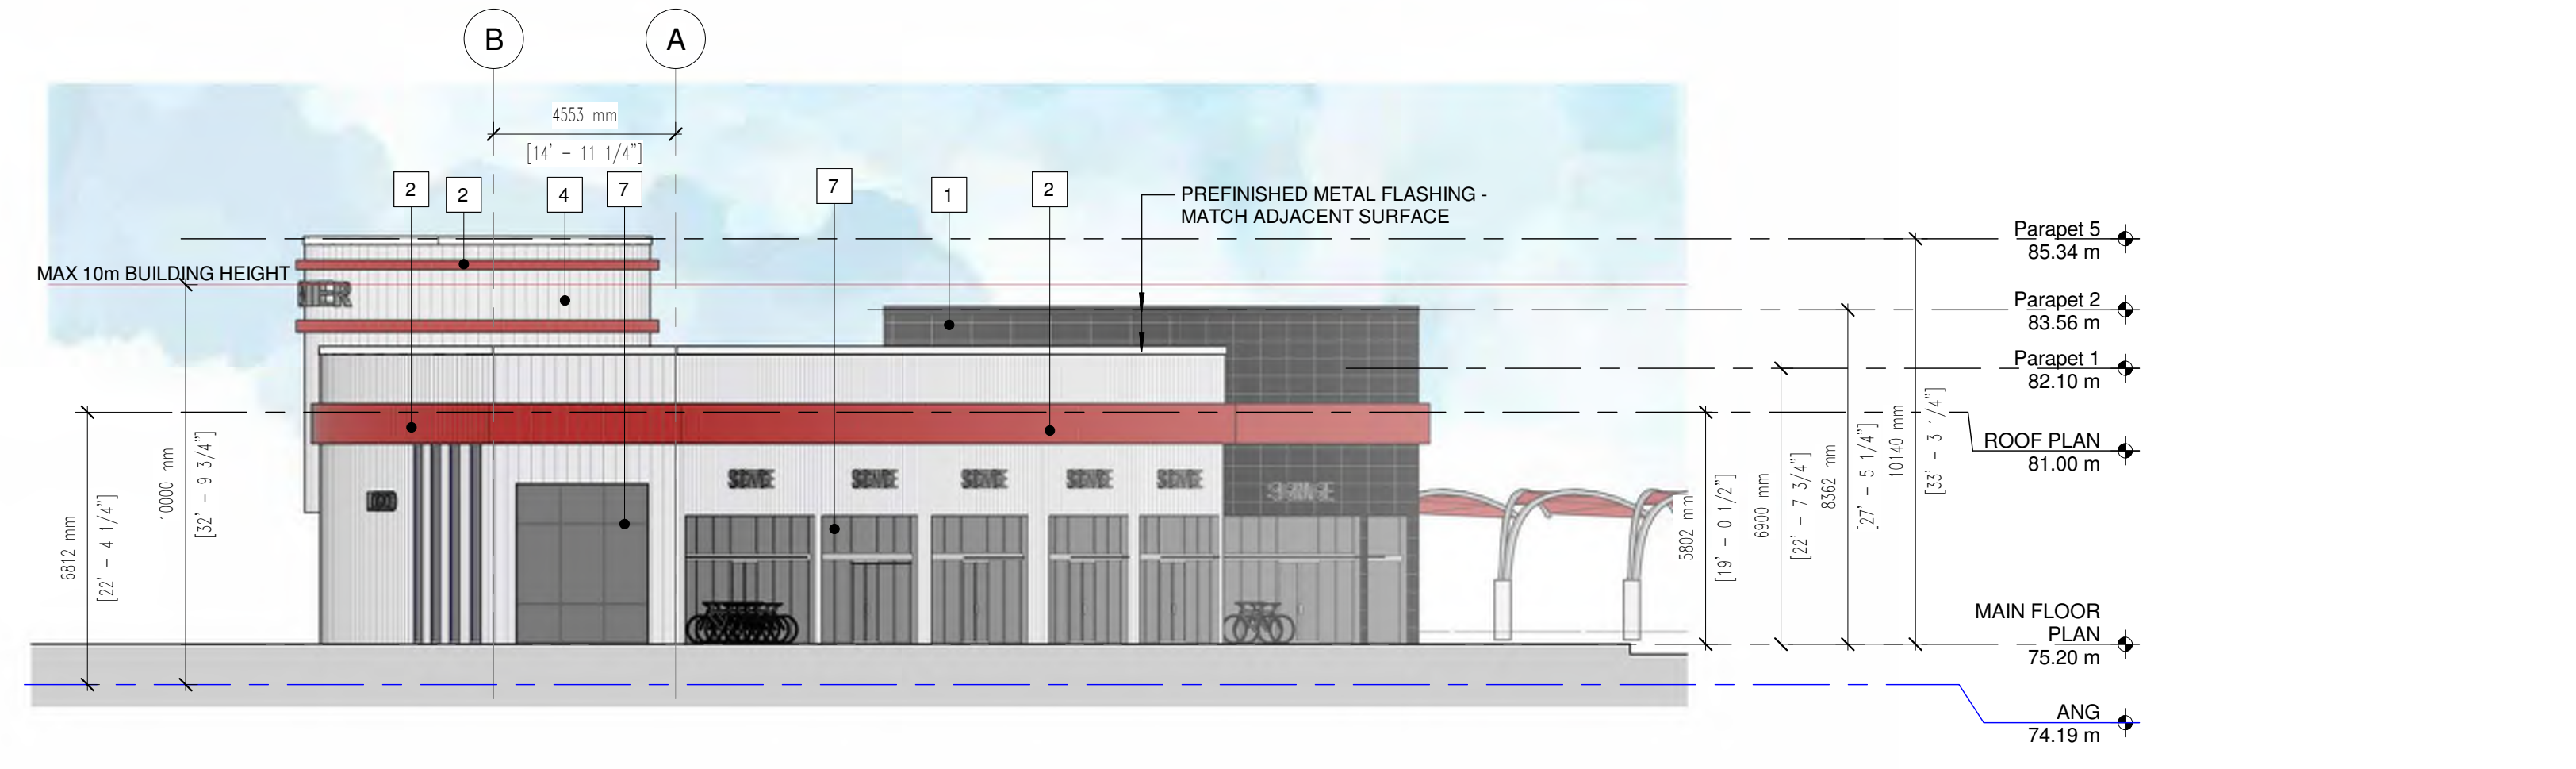 B
A
4553 mm
[14' - 11 1/4"]
2
2
4
7
7
1
2
PREFINISHED METAL FLASHING -
MATCH ADJACENT SURFACE
MAX 10m BUILDING HEIGHT
Parapet 5
85.34 m
Parapet 2
83.56 m
Parapet 1
82.10 m
ROOF PLAN
81.00 m
MAIN FLOOR
PLAN
75.20 m
ANG
74.19 m
6812 mm
[22' - 4 1/4"]
10000 mm
[32' - 9 3/4"]
5802 mm
[19' - 0 1/2"]
6900 mm
[22' - 7 3/4"]
8362 mm
[27' - 5 1/4"]
10140 mm
[33' - 3 1/4"]
SIGNAGE